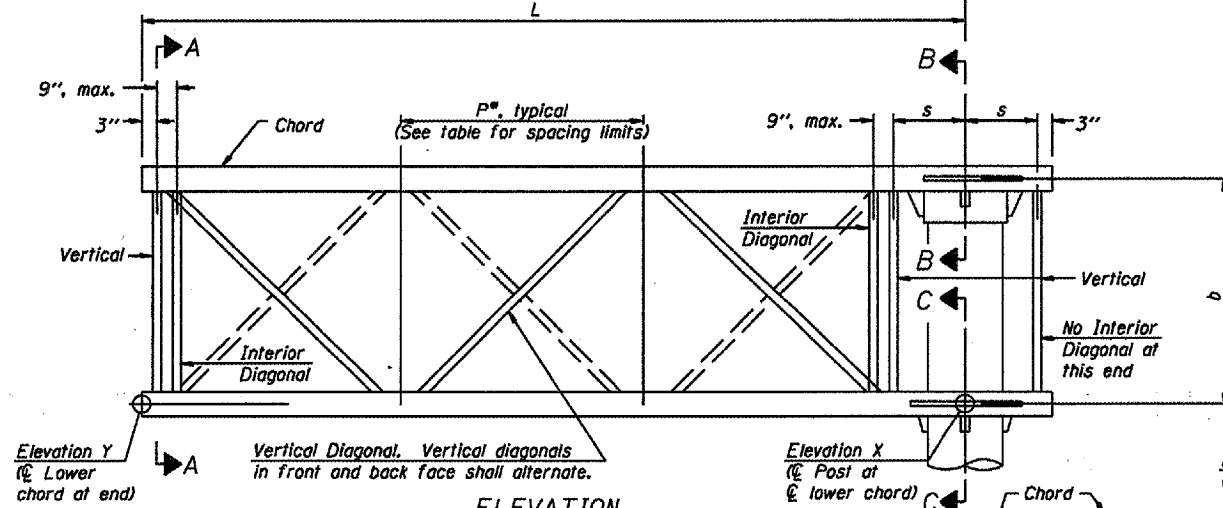 L
A
B
9", max.
P*, typical
(See table for spacing limits)
9", max.
s
s
3"
3"
Chord
Interior
Diagonal
Vertical
B
Vertical
C
b
No Interior
Diagonal at
this end
Interior
Diagonal
Elevation Y
(℄ Lower
chord at end)
A
Vertical Diagonal. Vertical diagonals
in front and back face shall alternate.
Elevation X
(℄ Post at
℄ lower chord)
C
Chord
ELEVATION